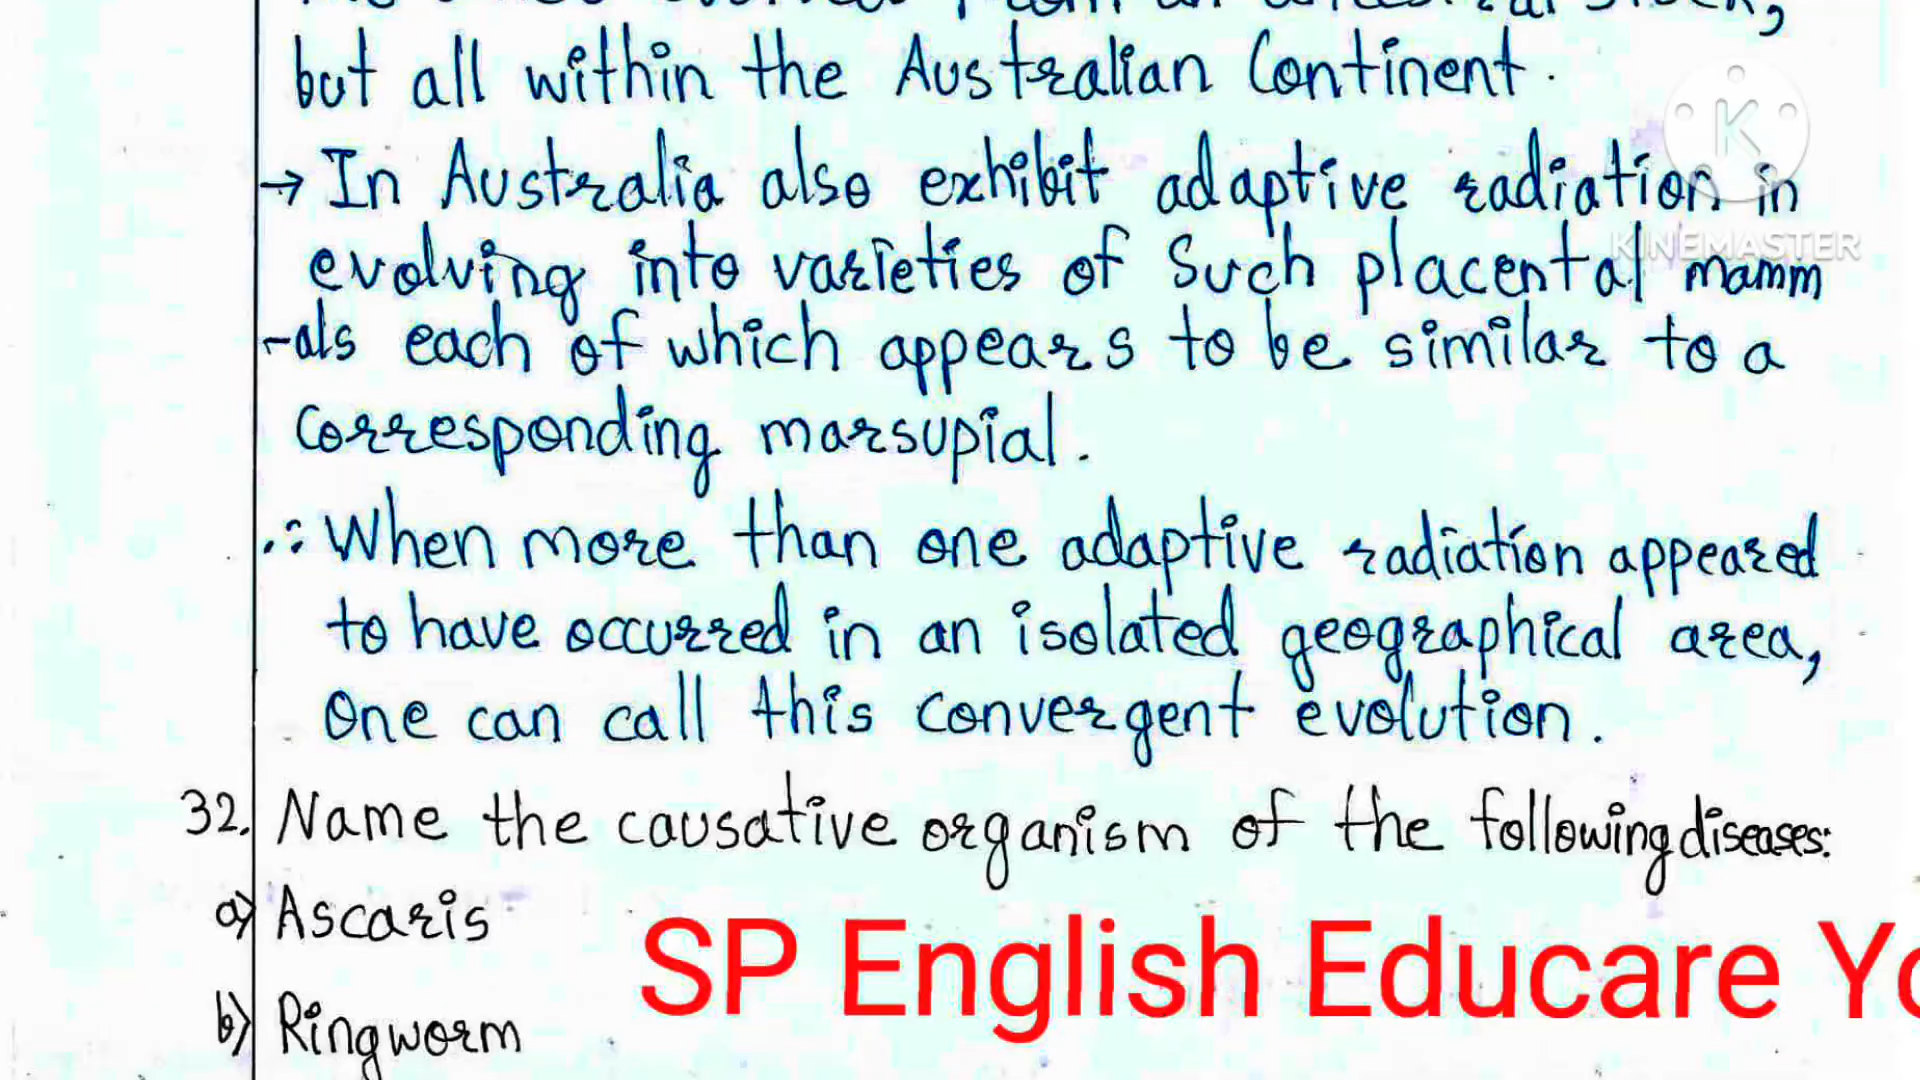 but all within the Australian Continent.
→ In Australia also exhibit adaptive radiation in
evolving into varieties of Such placental mamm
-als each of which appears to be similar to a
corresponding marsupial.
∴ When more than one adaptive radiation appeared
to have occurred in an isolated geographical area,
one can call this convergent evolution.
32. Name the causative organism of the following diseases:
a) Ascaris
b) Ringworm
K
KINEMASTER
SP English Educare Yo